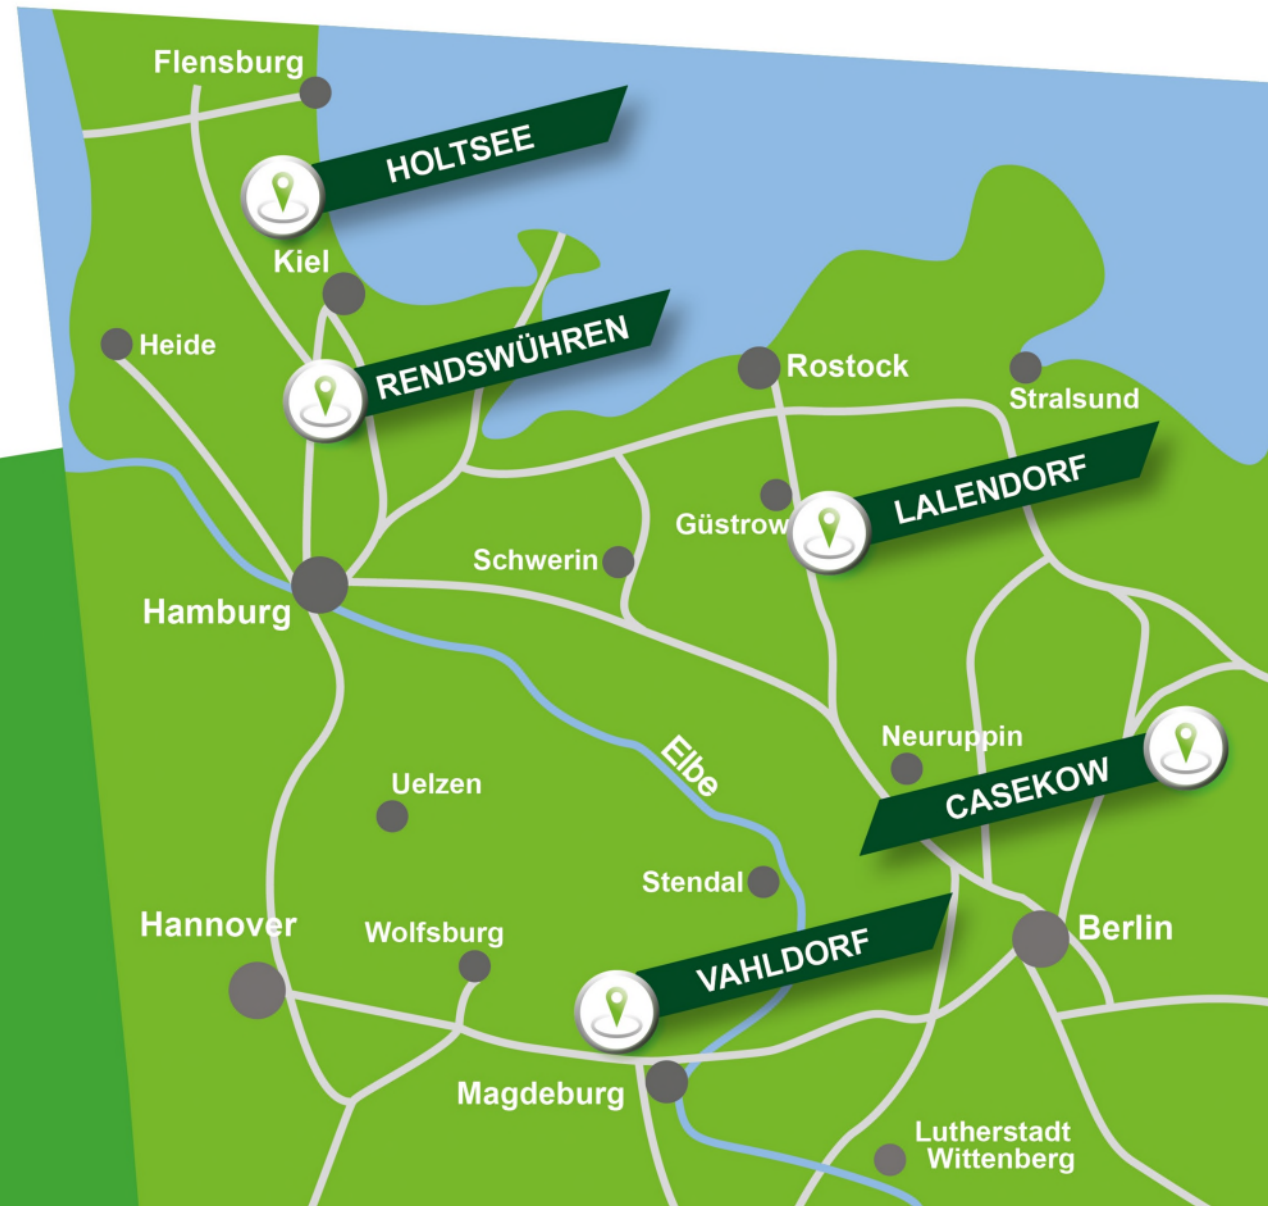 Flensburg
HOLTSEE
Kiel
Heide
RENDSWÜHREN
Rostock
Stralsund
LALENDORF
Güstrow
Schwerin
Hamburg
Elbe
Neuruppin
CASEKOW
Uelzen
Stendal
Hannover
Wolfsburg
Berlin
VAHLDORF
Magdeburg
Lutherstadt
Wittenberg